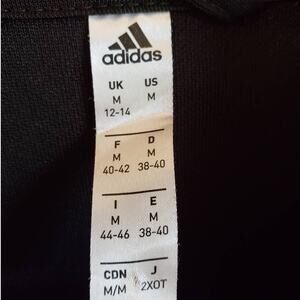 adidas
UK US
M M
12-14
F D
M M
40-42 38-40
I E
M M
44-46 38-40
CDN J
M/M 2XOT